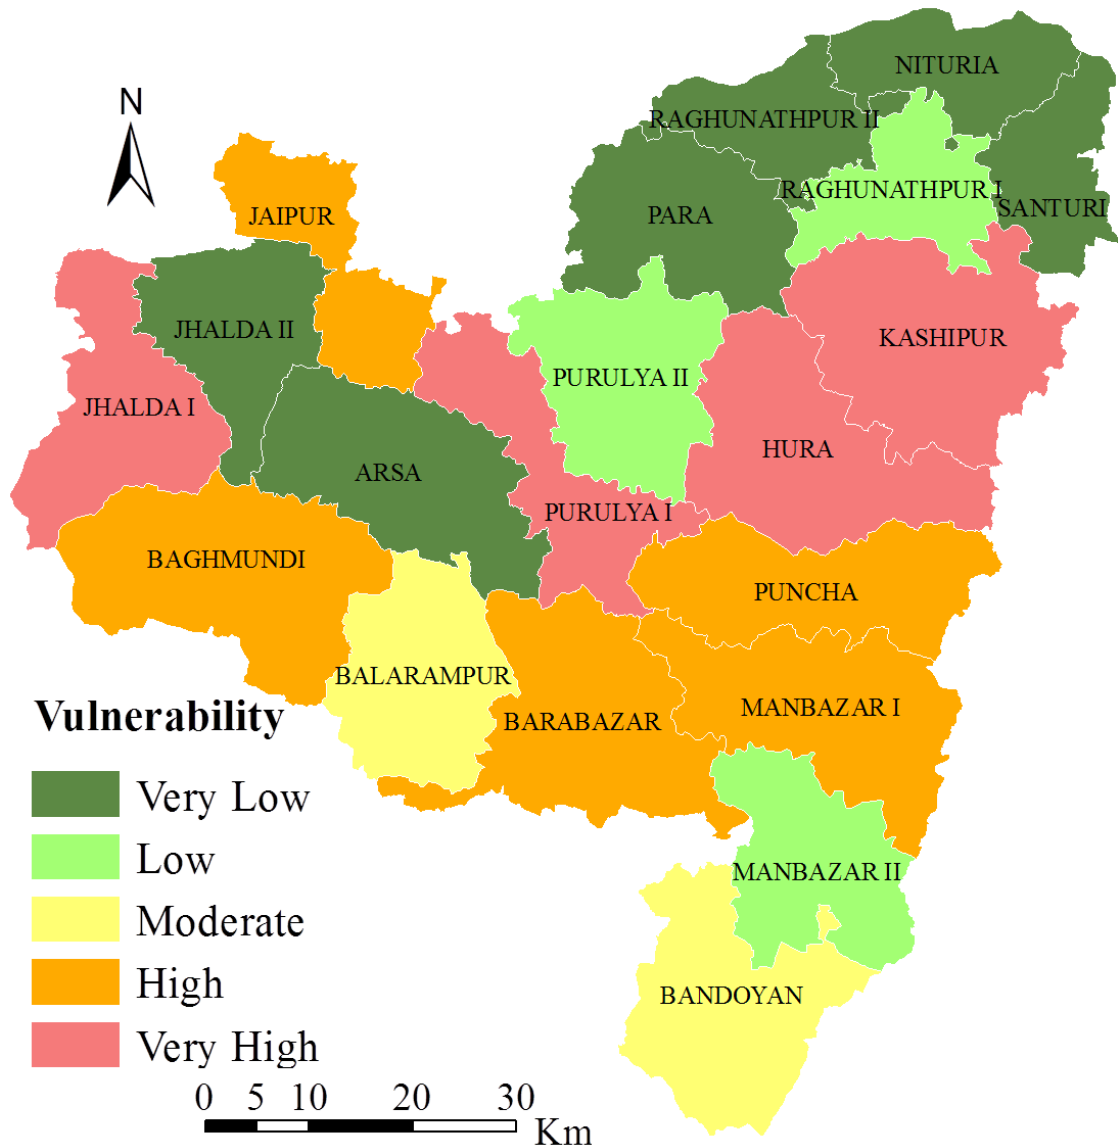 NITURIA
N
RAGHUNATHPUR II
RAGHUNATHPUR I
SANTURI
JAIPUR
PARA
JHALDA II
KASHIPUR
PURULYA II
JHALDA I
HURA
ARSA
PURULYA I
BAGHMUNDI
PUNCHA
BALARAMPUR
MANBAZAR I
BARABAZAR
Vulnerability
Very Low
Low
MANBAZAR II
Moderate
High
BANDOYAN
Very High
0 5 10 20 30
Km